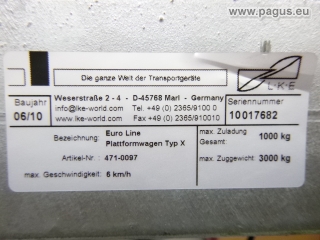 www.pagus.eu
Die ganze Welt der Transportgeräte
L-K-E
Weserstraße 2 - 4 - D-45768 Marl - Germany
info@lke-world.com Tel. +49 (0) 2365/9100 0
www.lke-world.com Fax +49 (0) 2365/910010
Baujahr
06/10
Seriennummer
10017682
Bezeichnung: Euro Line
Plattformwagen Typ X
Artikel-Nr.: 471-0097
max. Geschwindigkeit: 6 km/h
max. Zuladung
Gesamt: 1000 kg
max. Zuggewicht: 3000 kg